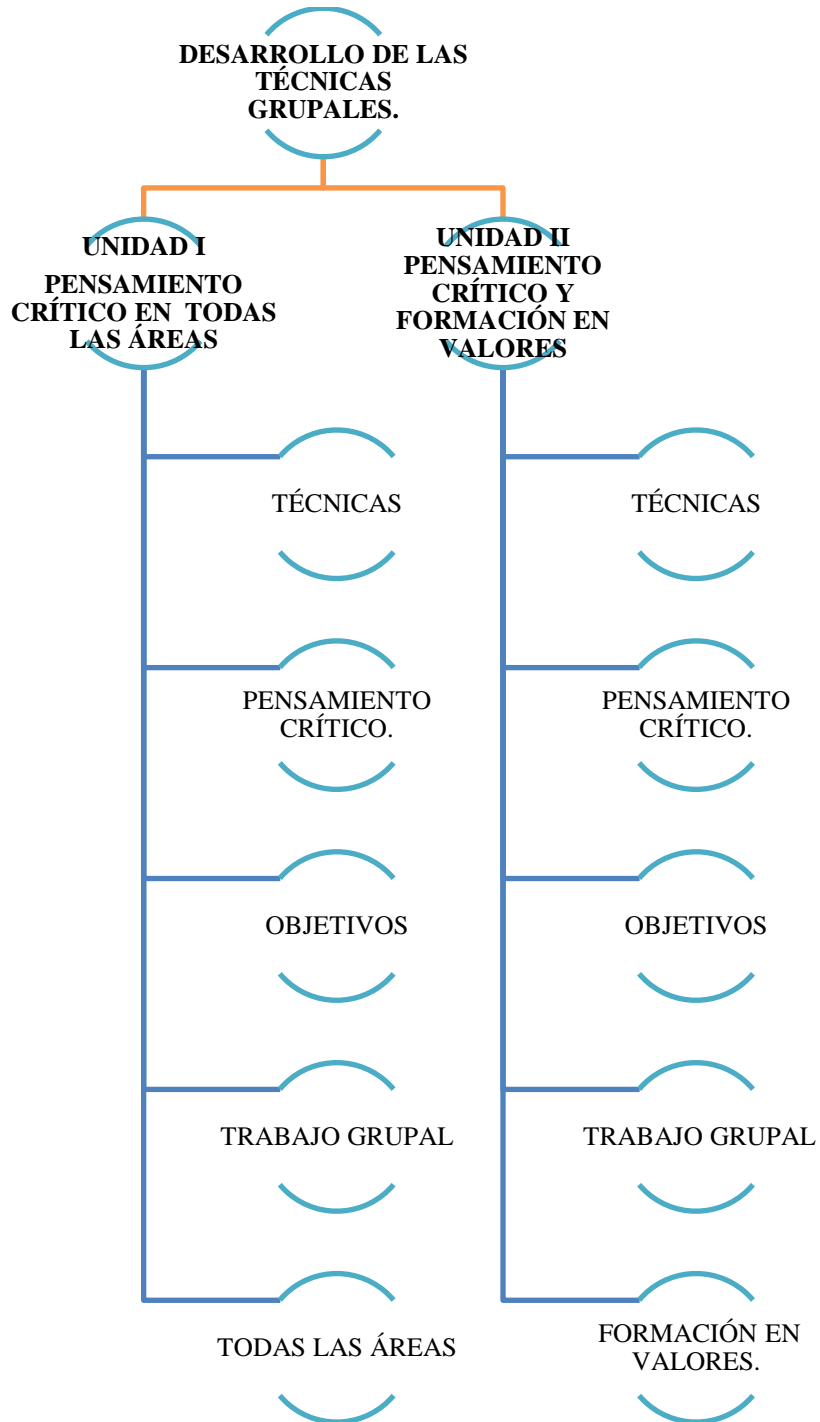 DESARROLLO DE LAS
TÉCNICAS
GRUPALES.
UNIDAD I
PENSAMIENTO
CRÍTICO EN TODAS
LAS ÁREAS
TÉCNICAS
PENSAMIENTO
CRÍTICO.
OBJETIVOS
TRABAJO GRUPAL
TODAS LAS ÁREAS
UNIDAD II
PENSAMIENTO
CRÍTICO Y
FORMACIÓN EN
VALORES
TÉCNICAS
PENSAMIENTO
CRÍTICO.
OBJETIVOS
TRABAJO GRUPAL
FORMACIÓN EN
VALORES.